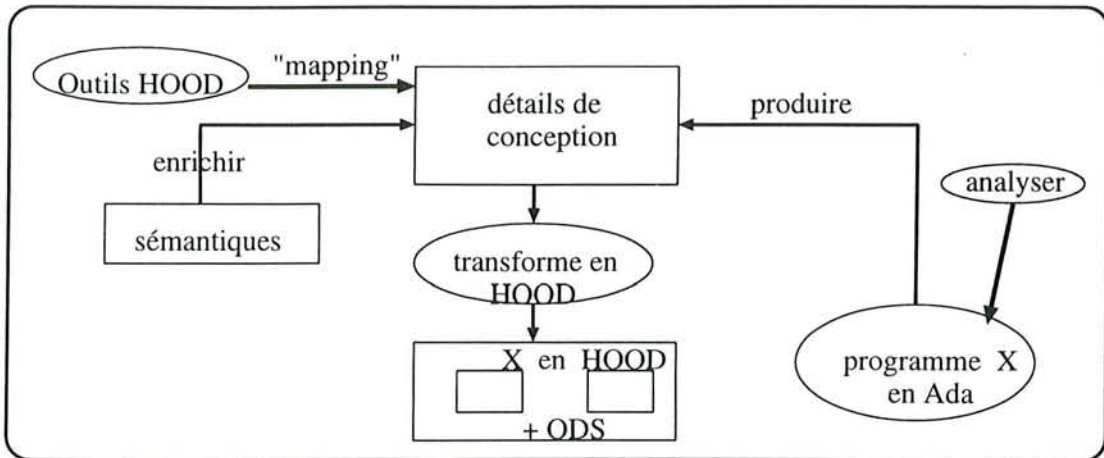 Outils HOOD
"mapping"
détails de
conception
produire
enrichir
analyser
sémantiques
transforme en
HOOD
X en HOOD
programme X
en Ada
+ ODS